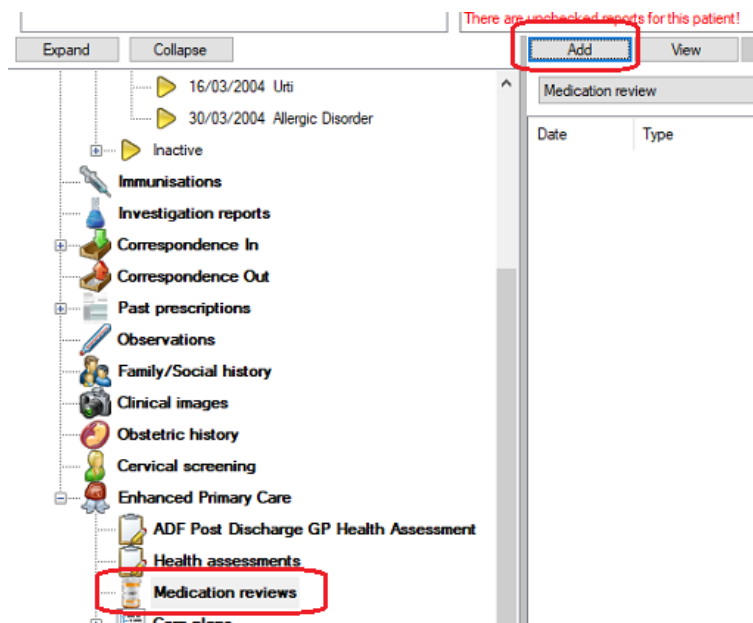 There are unchecked reports for this patient!
Expand
Collapse
Add
View
16/03/2004 Urti
30/03/2004 Allergic Disorder
Inactive
Immunisations
Investigation reports
Correspondence In
Correspondence Out
Past prescriptions
Observations
Family/Social history
Clinical images
Obstetric history
Cervical screening
Enhanced Primary Care
ADF Post Discharge GP Health Assessment
Health assessments
Medication reviews
Care plans
Medication review
Date
Type